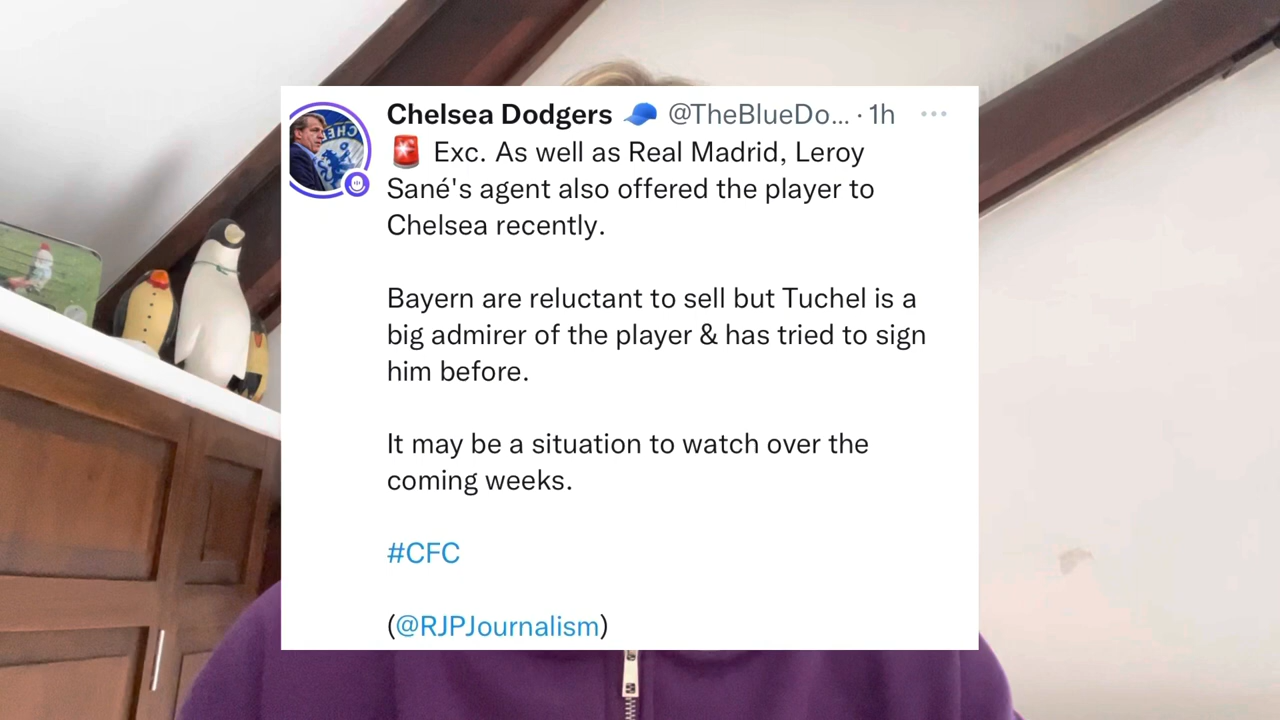 Chelsea Dodgers 🧢 @TheBlueDo... · 1h
🚨 Exc. As well as Real Madrid, Leroy
Sané's agent also offered the player to
Chelsea recently.
Bayern are reluctant to sell but Tuchel is a
big admirer of the player & has tried to sign
him before.
It may be a situation to watch over the
coming weeks.
#CFC
(@RJPJournalism)